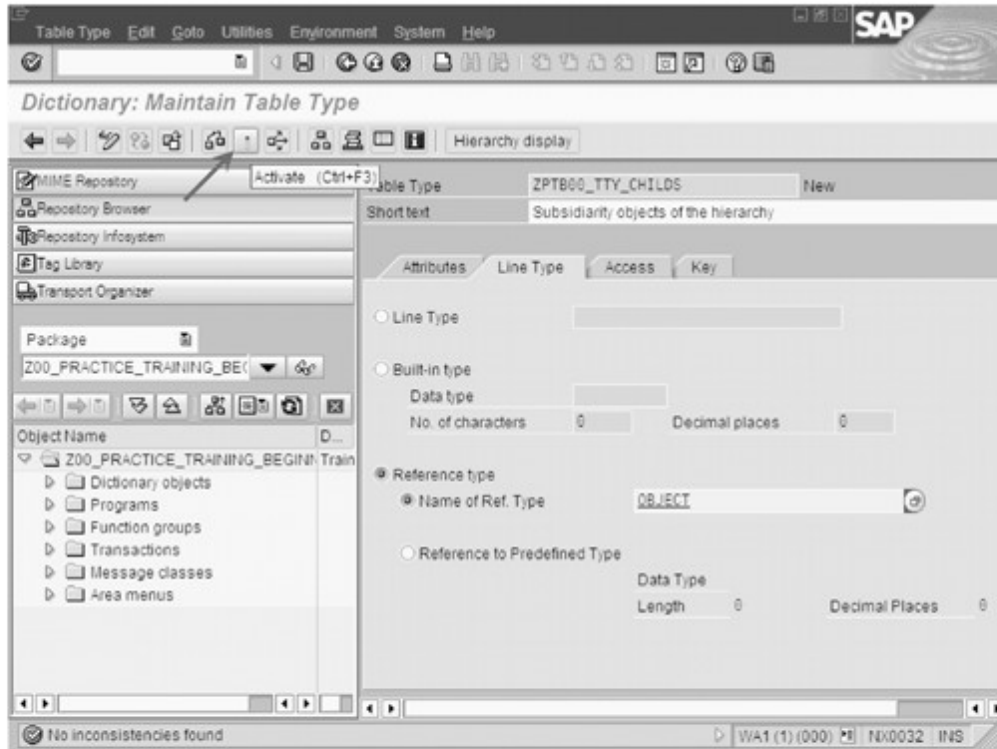 SAP
Table Type Edit Goto Utilities Environment System Help
Dictionary: Maintain Table Type
Hierarchy display
Activate (Ctrl+F3)
MIME Repository
Repository Browser
Repository Infosystem
Tag Library
Transport Organizer
Package
Z00_PRACTICE_TRAINING_BE(
Object Name D...
Z00_PRACTICE_TRAINING_BEGINN Train
Dictionary objects
Programs
Function groups
Transactions
Message classes
Area menus
able Type ZPTB00_TTY_CHILDS New
Short text Subsidiarity objects of the hierarchy
Attributes Line Type Access Key
Line Type
Built-in type
Data type
No. of characters 0 Decimal places 0
Reference type
Name of Ref. Type OBJECT
Reference to Predefined Type
Data Type
Length 0 Decimal Places 0
No inconsistencies found
WA1 (1) (000) NX0032 INS